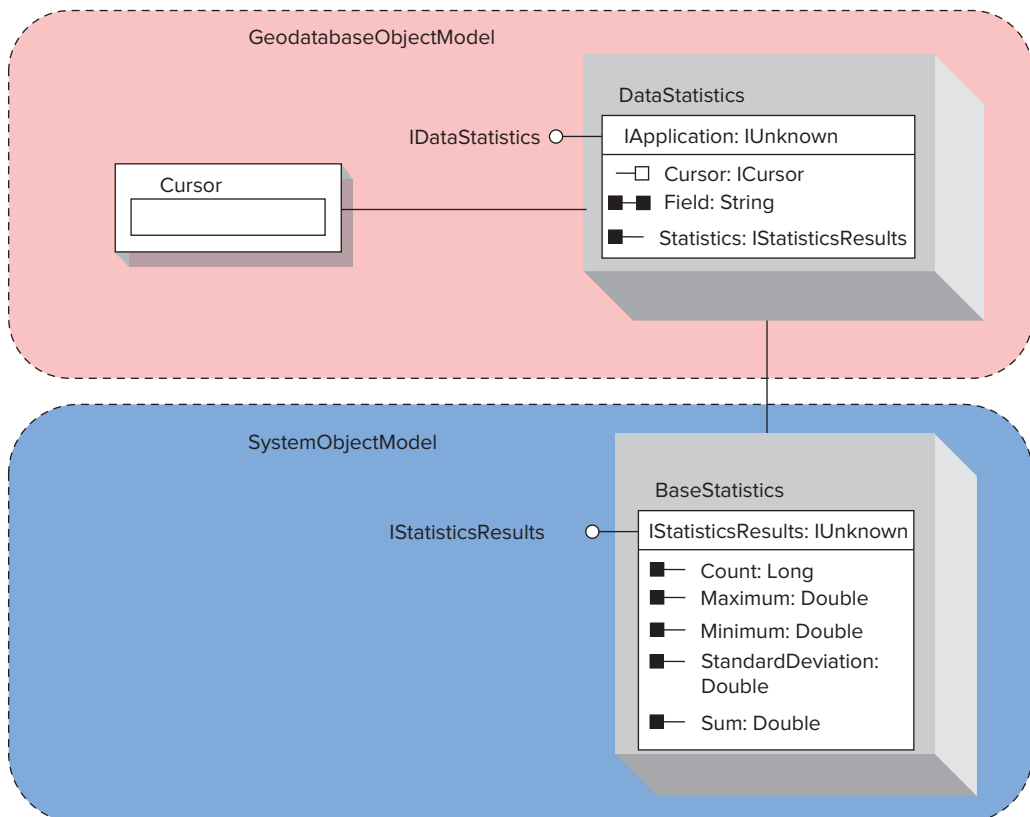 GeodatabaseObjectModel
DataStatistics
IDataStatistics
IApplication: IUnknown
Cursor: ICursor
Field: String
Statistics: IStatisticsResults
Cursor
SystemObjectModel
BaseStatistics
IStatisticsResults
IStatisticsResults: IUnknown
Count: Long
Maximum: Double
Minimum: Double
StandardDeviation:
Double
Sum: Double